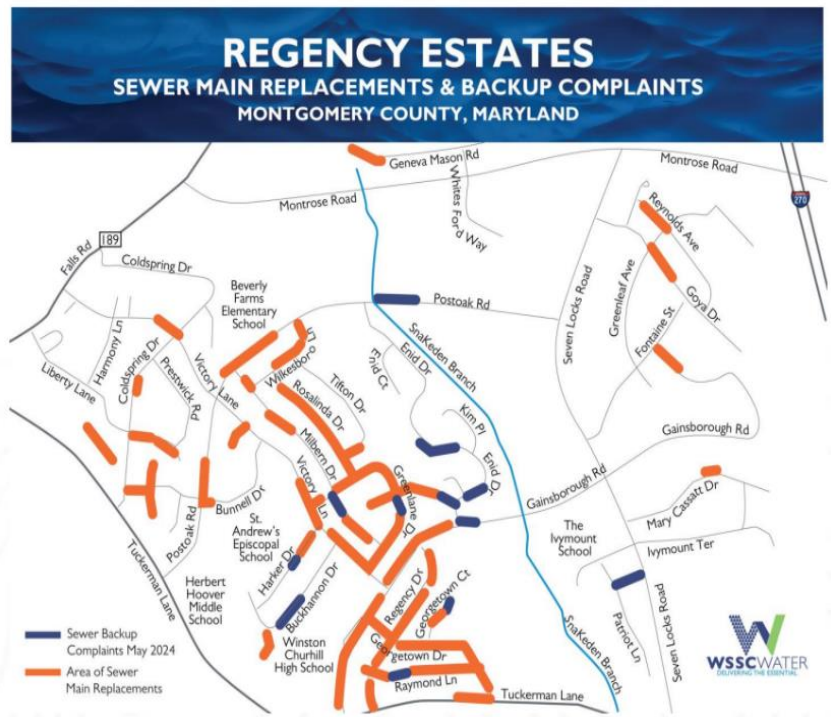 REGENCY ESTATES
SEWER MAIN REPLACEMENTS & BACKUP COMPLAINTS
MONTGOMERY COUNTY, MARYLAND
Geneva Mason Rd
Montrose Road
Montrose Road
Whites Ford Way
270
Reynolds Ave
189
Falls Rd
Coldspring Dr
Beverly
Farms
Elementary
School
Postoak Rd
Seven Locks Road
Greenleaf Ave
Goya Dr
Fontaine St
Harmony Ln
Coldspring Dr
Prestwick Rd
Victory Lane
Wilkesboro Ln
Enid Ct
Enid Dr
SnaKeden Branch
Liberty Lane
Rosalinda Dr
Tifton Dr
Kim Pl
Milbern Dr
Gainsborough Rd
Victory Ln
Greenlane Dr
Enid Dr
Gainsborough Rd
Bunnell Dr
Postoak Rd
St.
Andrew's
Episcopal
School
The
Ivymount
School
Mary Cassatt Dr
Ivymount Ter
Tuckerman Lane
Harker Dr
Herbert
Hoover
Middle
School
Buckhannon Dr
Regency Dr
Georgetown Ct
Patriot Ln
Seven Locks Road
SnaKeden Branch
Winston
Churhill
High School
Georgetown Dr
Raymond Ln
Tuckerman Lane
Sewer Backup
Complaints May 2024
Area of Sewer
Main Replacements
WSSCWATER
DELIVERING THE ESSENTIAL